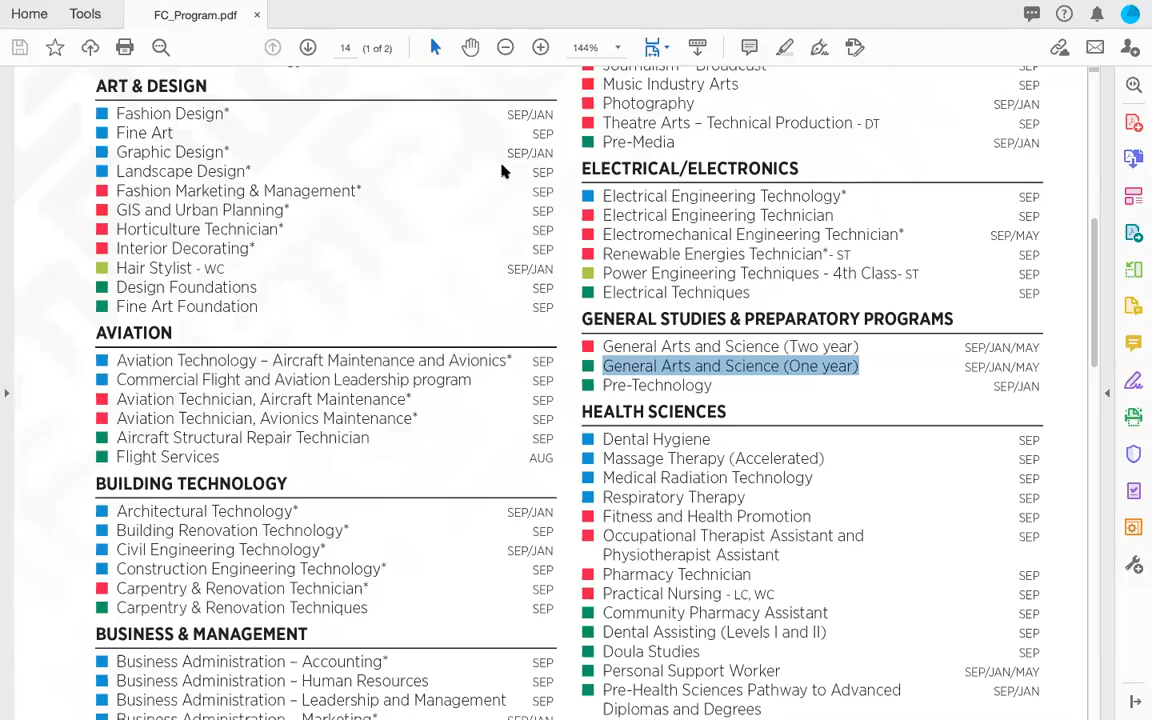 Home Tools FC_Program.pdf ×
14 (1 of 2) 144%
ART & DESIGN
Fashion Design* SEP/JAN
Fine Art SEP
Graphic Design* SEP/JAN
Landscape Design* SEP
Fashion Marketing & Management* SEP
GIS and Urban Planning* SEP
Horticulture Technician* SEP
Interior Decorating* SEP
Hair Stylist - WC SEP/JAN
Design Foundations SEP
Fine Art Foundation SEP
AVIATION
Aviation Technology – Aircraft Maintenance and Avionics* SEP
Commercial Flight and Aviation Leadership program SEP
Aviation Technician, Aircraft Maintenance* SEP
Aviation Technician, Avionics Maintenance* SEP
Aircraft Structural Repair Technician SEP
Flight Services AUG
BUILDING TECHNOLOGY
Architectural Technology* SEP/JAN
Building Renovation Technology* SEP
Civil Engineering Technology* SEP/JAN
Construction Engineering Technology* SEP
Carpentry & Renovation Technician* SEP
Carpentry & Renovation Techniques SEP
BUSINESS & MANAGEMENT
Business Administration – Accounting* SEP
Business Administration – Human Resources SEP
Business Administration – Leadership and Management SEP
Business Administration – Marketing* SEP/JAN
Journalism – Broadcast SEP
Music Industry Arts SEP
Photography SEP/JAN
Theatre Arts – Technical Production - DT SEP
Pre-Media SEP
ELECTRICAL/ELECTRONICS
Electrical Engineering Technology* SEP
Electrical Engineering Technician SEP
Electromechanical Engineering Technician* SEP/MAY
Renewable Energies Technician*- ST SEP
Power Engineering Techniques - 4th Class- ST SEP
Electrical Techniques SEP
GENERAL STUDIES & PREPARATORY PROGRAMS
General Arts and Science (Two year) SEP/JAN/MAY
General Arts and Science (One year) SEP/JAN/MAY
Pre-Technology SEP/JAN
HEALTH SCIENCES
Dental Hygiene SEP
Massage Therapy (Accelerated) SEP
Medical Radiation Technology SEP
Respiratory Therapy SEP
Fitness and Health Promotion SEP
Occupational Therapist Assistant and SEP
Physiotherapist Assistant
Pharmacy Technician SEP
Practical Nursing - LC, WC SEP
Community Pharmacy Assistant SEP
Dental Assisting (Levels I and II) SEP
Doula Studies SEP
Personal Support Worker SEP/JAN/MAY
Pre-Health Sciences Pathway to Advanced SEP/JAN
Diplomas and Degrees